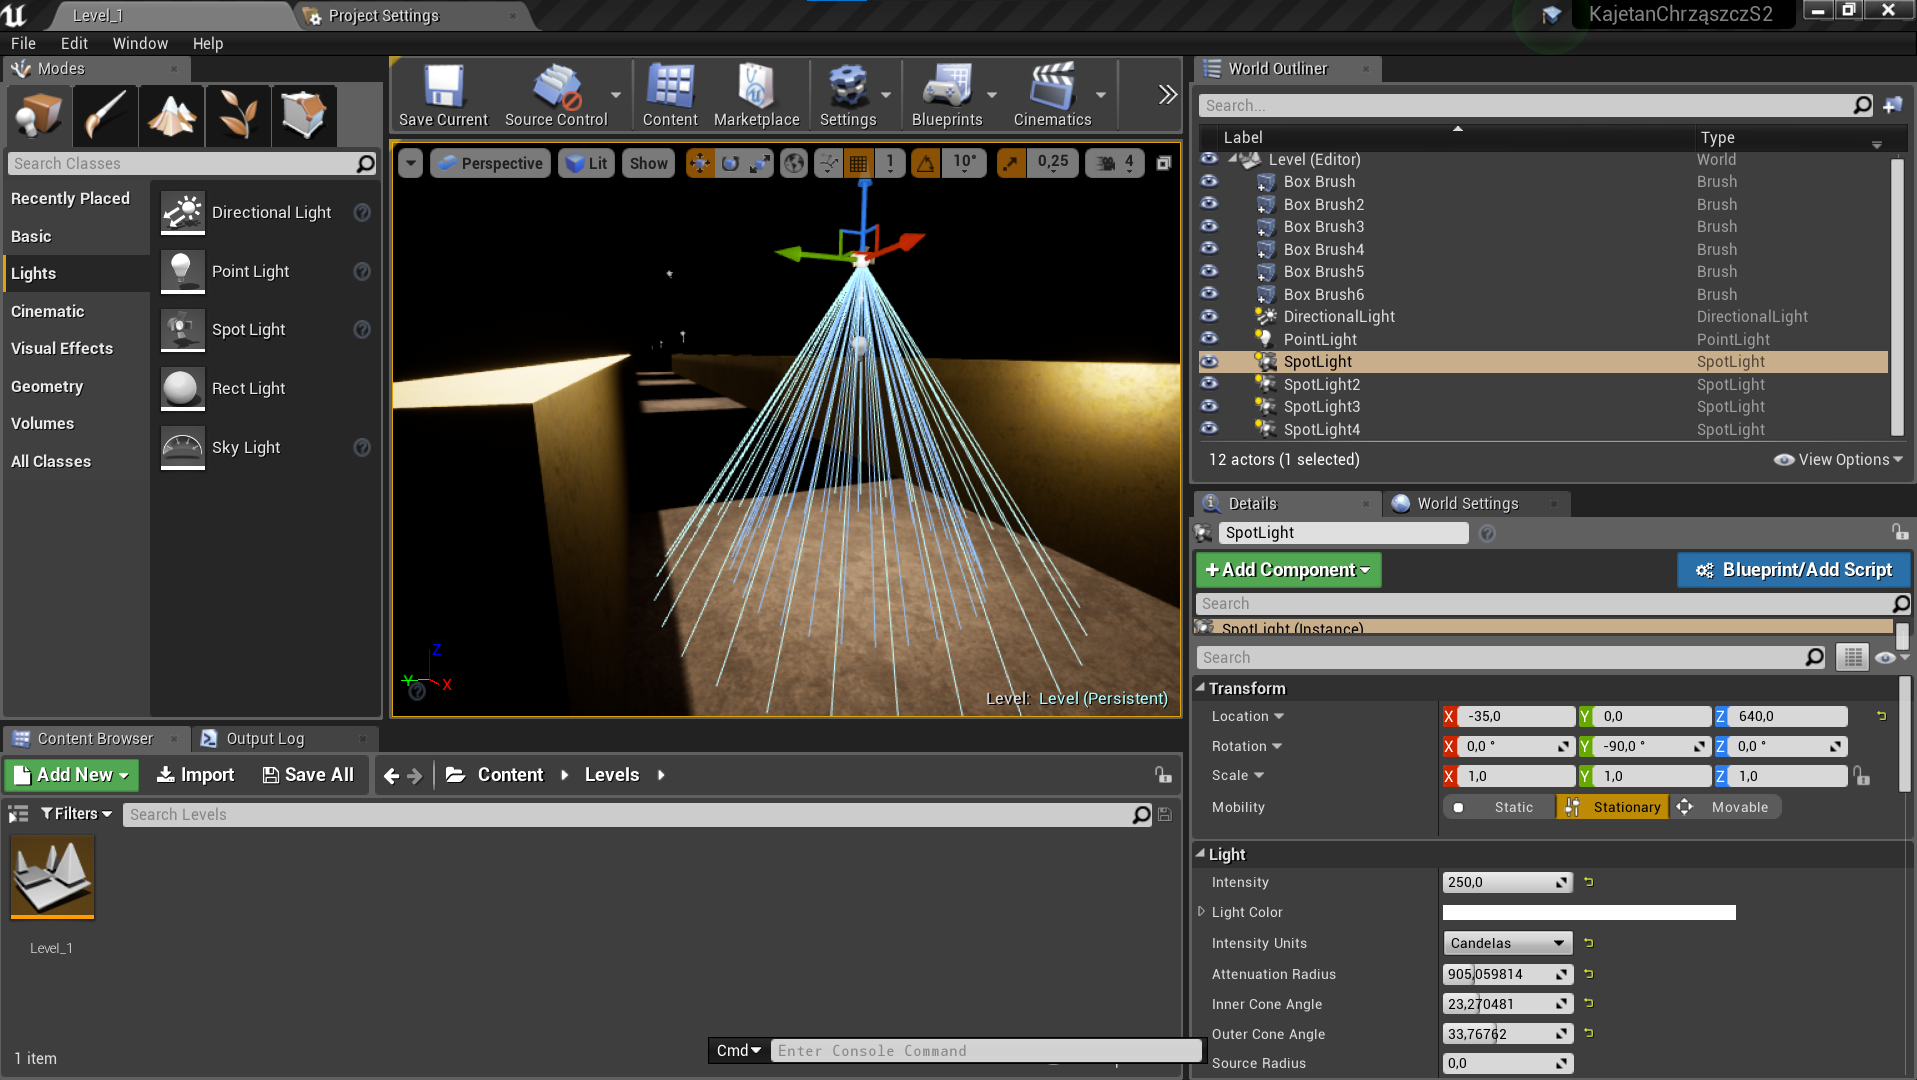 Level_1
Project Settings
KajetanChrząszczS2
File
Edit
Window
Help
Modes
Search Classes
Recently Placed
Basic
Lights
Cinematic
Visual Effects
Geometry
Volumes
All Classes
Directional Light
Point Light
Spot Light
Rect Light
Sky Light
Save Current
Source Control
Content
Marketplace
Settings
Blueprints
Cinematics
Perspective
Lit
Show
1
10°
0,25
4
Z
Y
X
Level: Level (Persistent)
World Outliner
Search...
Label
Type
Level (Editor)
World
Box Brush
Brush
Box Brush2
Brush
Box Brush3
Brush
Box Brush4
Brush
Box Brush5
Brush
Box Brush6
Brush
DirectionalLight
DirectionalLight
PointLight
PointLight
SpotLight
SpotLight
SpotLight2
SpotLight
SpotLight3
SpotLight
SpotLight4
SpotLight
12 actors (1 selected)
View Options
Details
World Settings
SpotLight
+Add Component
Blueprint/Add Script
Search
SpotLight (Instance)
Search
Transform
Location
X -35,0
Y 0,0
Z 640,0
Rotation
X 0,0 °
Y -90,0 °
Z 0,0 °
Scale
X 1,0
Y 1,0
Z 1,0
Mobility
Static
Stationary
Movable
Light
Intensity
250,0
Light Color
Intensity Units
Candelas
Attenuation Radius
905,059814
Inner Cone Angle
23,270481
Outer Cone Angle
33,76762
Source Radius
0,0
Content Browser
Output Log
Add New
Import
Save All
Content
Levels
Filters
Search Levels
Level_1
1 item
Cmd
Enter Console Command